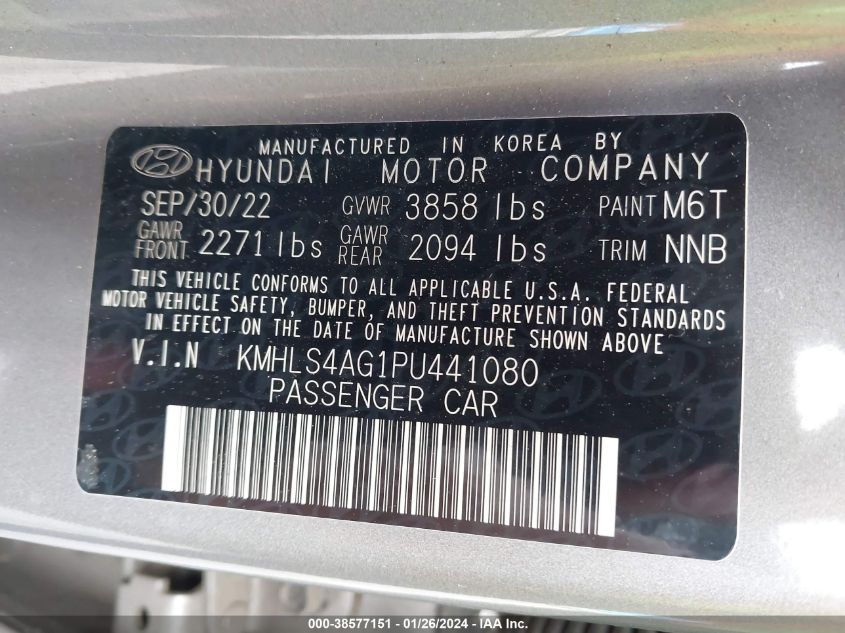 MANUFACTURED IN KOREA BY
HYUNDAI MOTOR COMPANY
SEP/30/22 GVWR 3858 lbs PAINT M6T
GAWR FRONT 2271 lbs GAWR REAR 2094 lbs TRIM NNB
THIS VEHICLE CONFORMS TO ALL APPLICABLE U.S.A. FEDERAL
MOTOR VEHICLE SAFETY, BUMPER, AND THEFT PREVENTION STANDARDS
IN EFFECT ON THE DATE OF MANUFACTURE SHOWN ABOVE
V.I.N KMHLS4AG1PU441080
PASSENGER CAR
000-38577151 - 01/26/2024 - IAA, Inc.